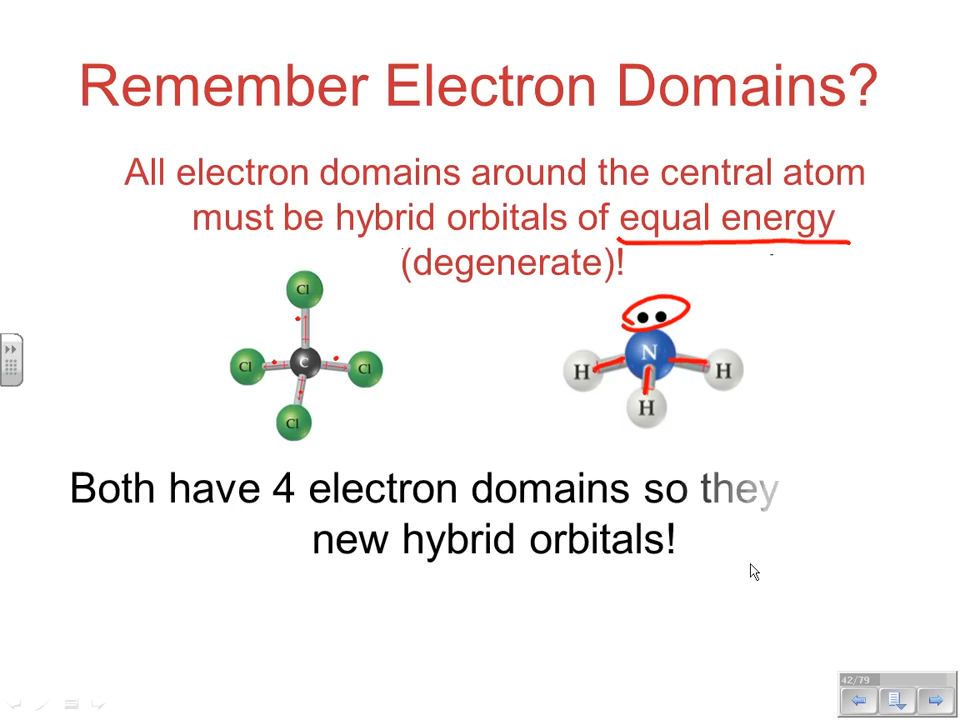 Remember Electron Domains?
All electron domains around the central atom
must be hybrid orbitals of equal energy
(degenerate)!
Cl
Cl C Cl
Cl
N
H H
H
Both have 4 electron domains so they
new hybrid orbitals!
42/79